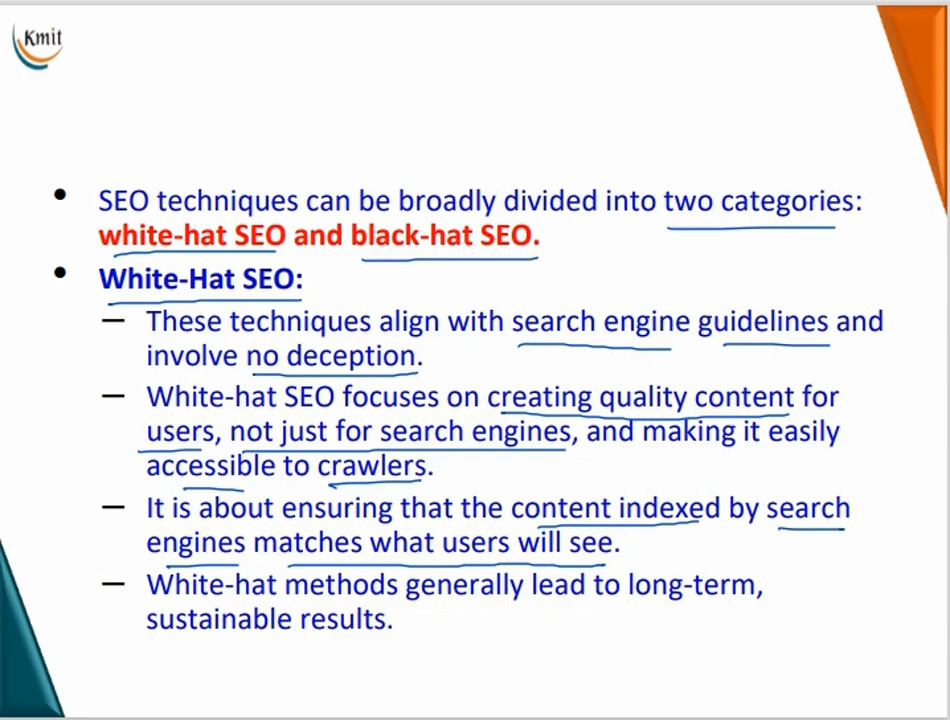 Kmit
• SEO techniques can be broadly divided into two categories:
white-hat SEO and black-hat SEO.
• White-Hat SEO:
– These techniques align with search engine guidelines and
involve no deception.
– White-hat SEO focuses on creating quality content for
users, not just for search engines, and making it easily
accessible to crawlers.
– It is about ensuring that the content indexed by search
engines matches what users will see.
– White-hat methods generally lead to long-term,
sustainable results.